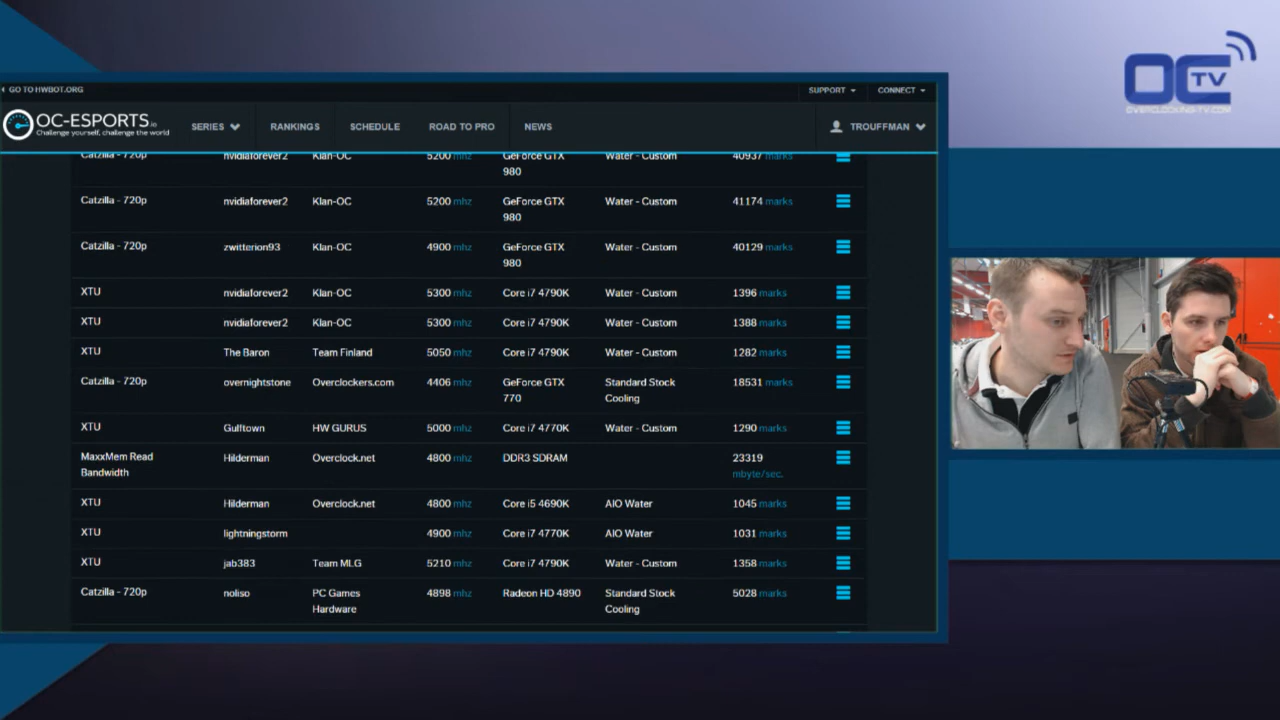 GO TO HWBOT.ORG
SUPPORT
CONNECT
OC TV
OVERCLOCKING-TV.COM
OC-ESPORTS.io
Challenge yourself, challenge the world
SERIES
RANKINGS
SCHEDULE
ROAD TO PRO
NEWS
TROUFFMAN
Catzilla - 720p nvidiaforever2 Klan-OC 5200 mhz GeForce GTX Water - Custom 40937 marks
980
Catzilla - 720p nvidiaforever2 Klan-OC 5200 mhz GeForce GTX Water - Custom 41174 marks
980
Catzilla - 720p zwitterion93 Klan-OC 4900 mhz GeForce GTX Water - Custom 40129 marks
980
XTU nvidiaforever2 Klan-OC 5300 mhz Core i7 4790K Water - Custom 1396 marks
XTU nvidiaforever2 Klan-OC 5300 mhz Core i7 4790K Water - Custom 1388 marks
XTU The Baron Team Finland 5050 mhz Core i7 4790K Water - Custom 1282 marks
Catzilla - 720p overnightstone Overclockers.com 4406 mhz GeForce GTX Standard Stock 18531 marks
770 Cooling
XTU Gulftown HW GURUS 5000 mhz Core i7 4770K Water - Custom 1290 marks
MaxxMem Read Hilderman Overclock.net 4800 mhz DDR3 SDRAM 23319
Bandwidth mbyte/sec.
XTU Hilderman Overclock.net 4800 mhz Core i5 4690K AIO Water 1045 marks
XTU lightningstorm 4900 mhz Core i7 4770K AIO Water 1031 marks
XTU jab383 Team MLG 5210 mhz Core i7 4790K Water - Custom 1358 marks
Catzilla - 720p noliso PC Games 4898 mhz Radeon HD 4890 Standard Stock 5028 marks
Hardware Cooling